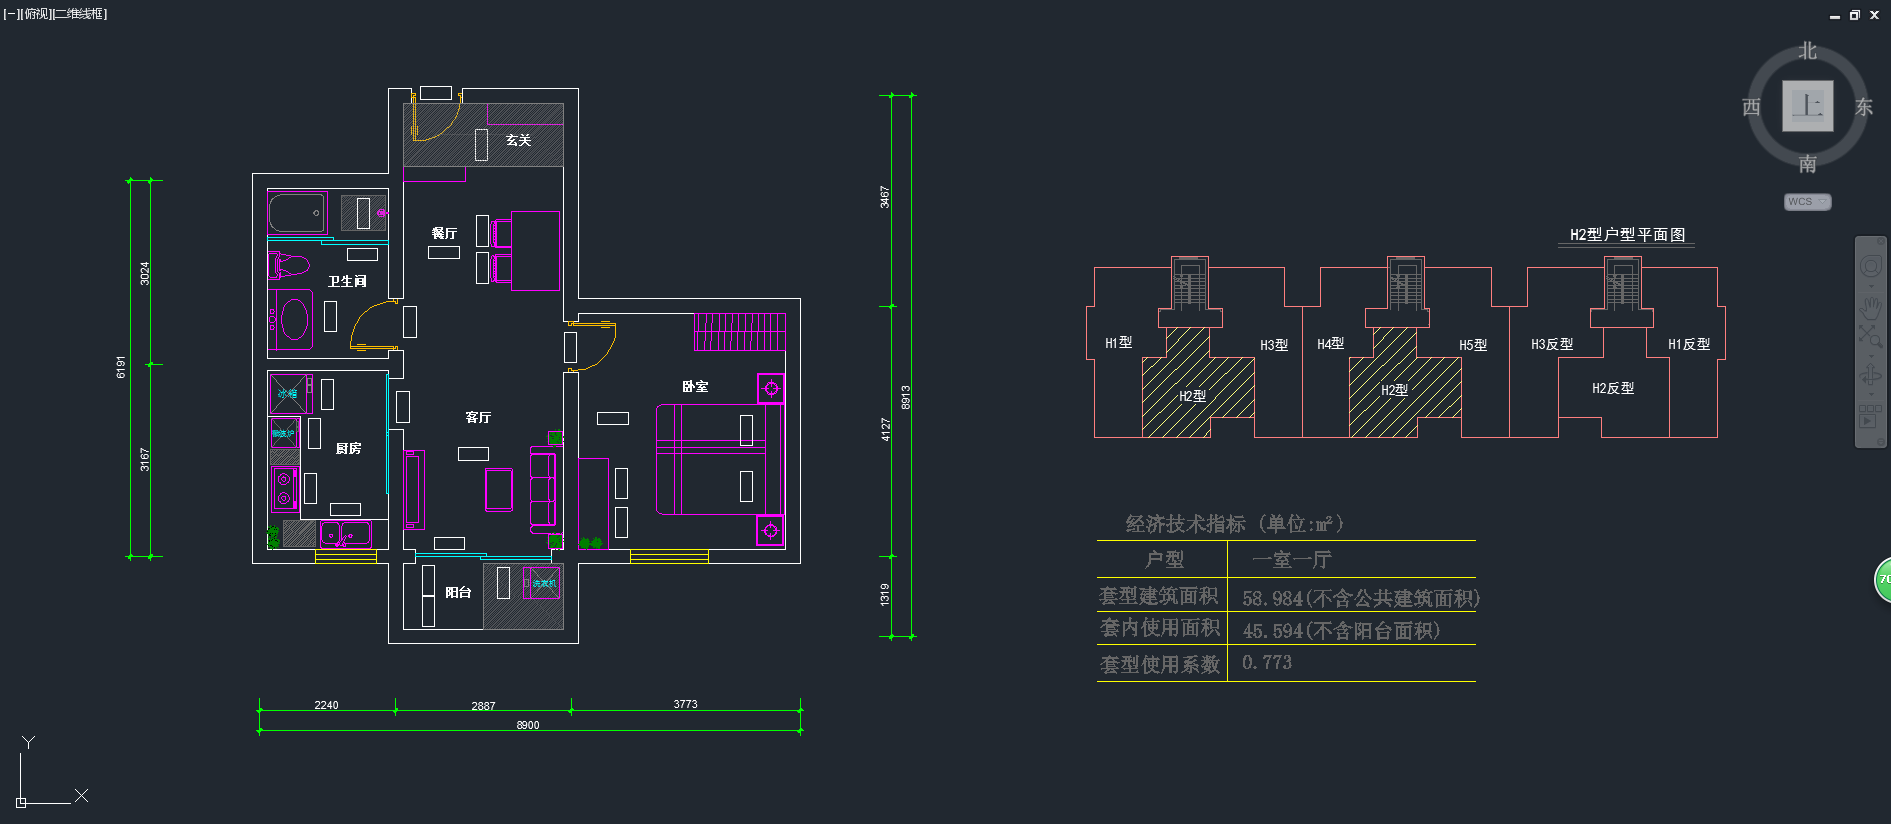 [−][俯视][二维线框]
北
西
上
东
南
WCS
玄关
餐厅
卫生间
客厅
卧室
冰箱
厨房
阳台
洗衣机
3024
6191
3167
3467
4127
8913
1319
2240
2887
3773
8900
H2型户型平面图
H1型
H3型
H4型
H5型
H3反型
H1反型
H2型
H2型
H2反型
经济技术指标 (单位:m²)
户型 一室一厅
套型建筑面积 58.984(不含公共建筑面积)
套内使用面积 45.594(不含阳台面积)
套型使用系数 0.773
Y
X